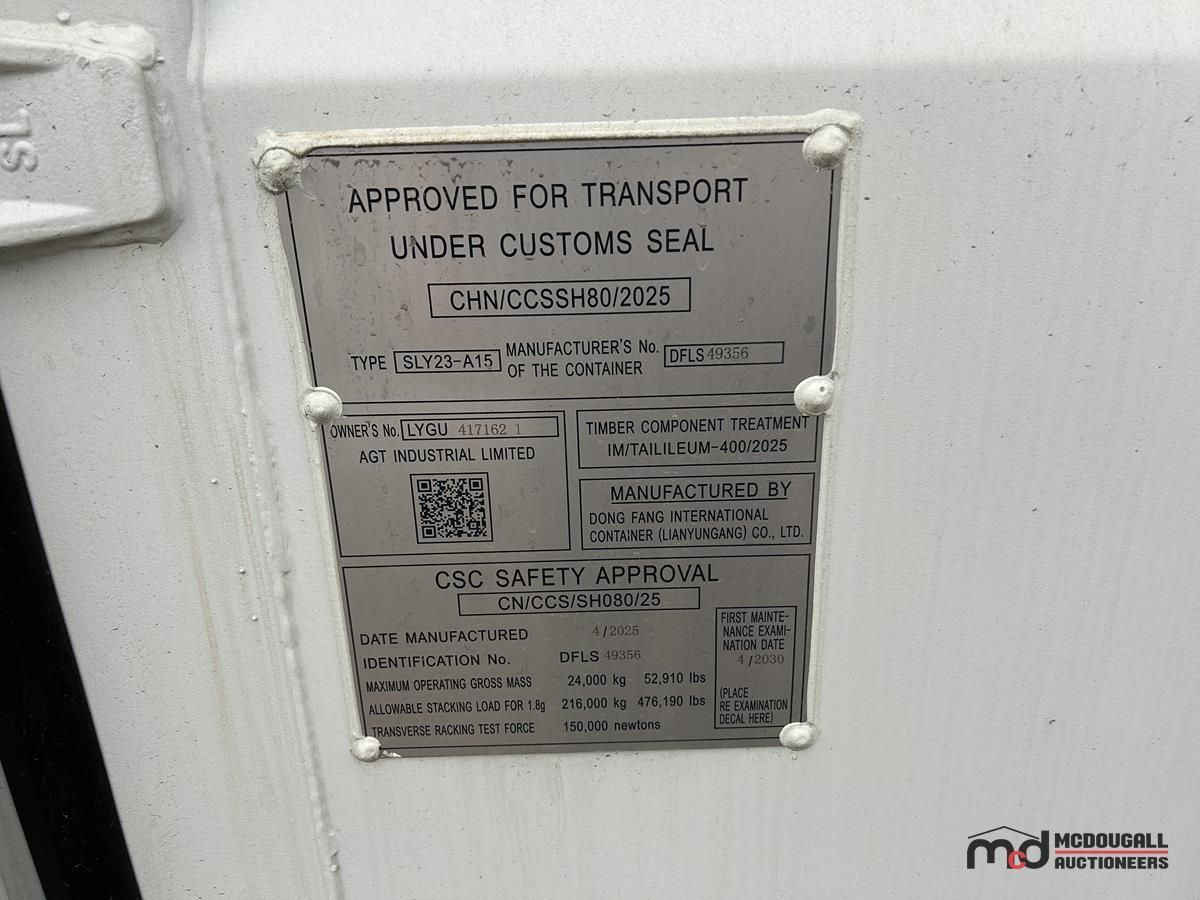 TS
APPROVED FOR TRANSPORT
UNDER CUSTOMS SEAL
CHN/CCSSH80/2025
TYPE SLY23-A15 MANUFACTURER'S No. OF THE CONTAINER DFLS 49356
OWNER'S No. LYGU 417162 1
AGT INDUSTRIAL LIMITED
TIMBER COMPONENT TREATMENT
IM/TAILILEUM-400/2025
MANUFACTURED BY
DONG FANG INTERNATIONAL
CONTAINER (LIANYUNGANG) CO., LTD.
CSC SAFETY APPROVAL
CN/CCS/SH080/25
DATE MANUFACTURED 4/2025
IDENTIFICATION No. DFLS 49356
MAXIMUM OPERATING GROSS MASS 24,000 kg 52,910 lbs
ALLOWABLE STACKING LOAD FOR 1.8g 216,000 kg 476,190 lbs
TRANSVERSE RACKING TEST FORCE 150,000 newtons
FIRST MAINTE-
NANCE EXAMI-
NATION DATE
4/2030
(PLACE
RE EXAMINATION
DECAL HERE)
mcd MCDOUGALL
AUCTIONEERS